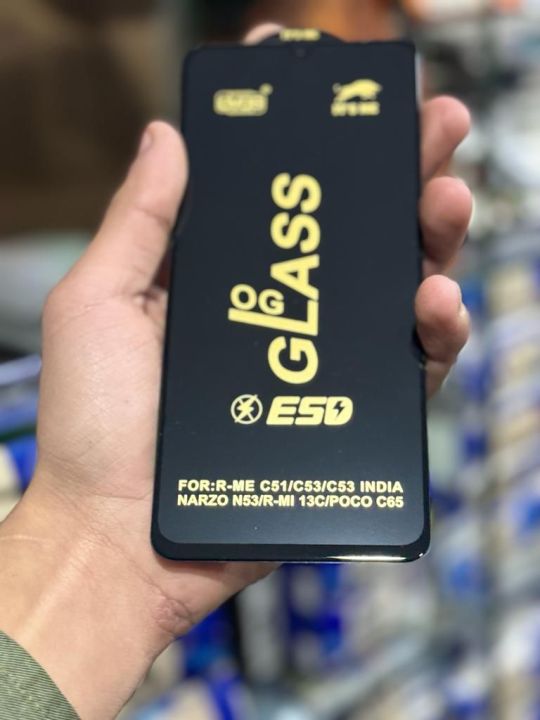 OG
GLASS
ESD
FOR:R-ME C51/C53/C53 INDIA
NARZO N53/R-MI 13C/POCO C65